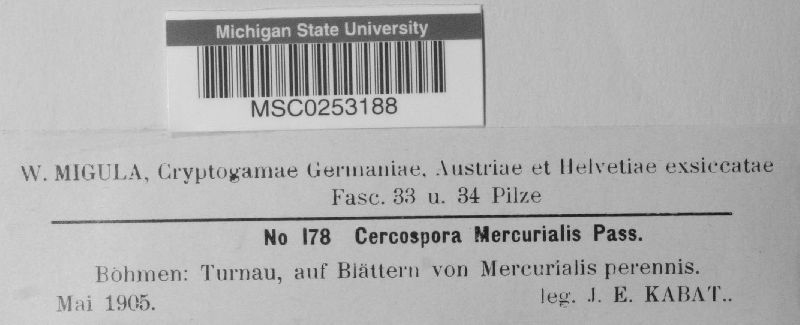 Michigan State University
MSC0253188
W. MIGULA, Cryptogamae Germaniae, Austriae et Helvetiae exsiccatae
Fasc. 33 u. 34 Pilze
No 178 Cercospora Mercurialis Pass.
Böhmen: Turnau, auf Blättern von Mercurialis perennis.
Mai 1905. leg. J. E. KABAT..